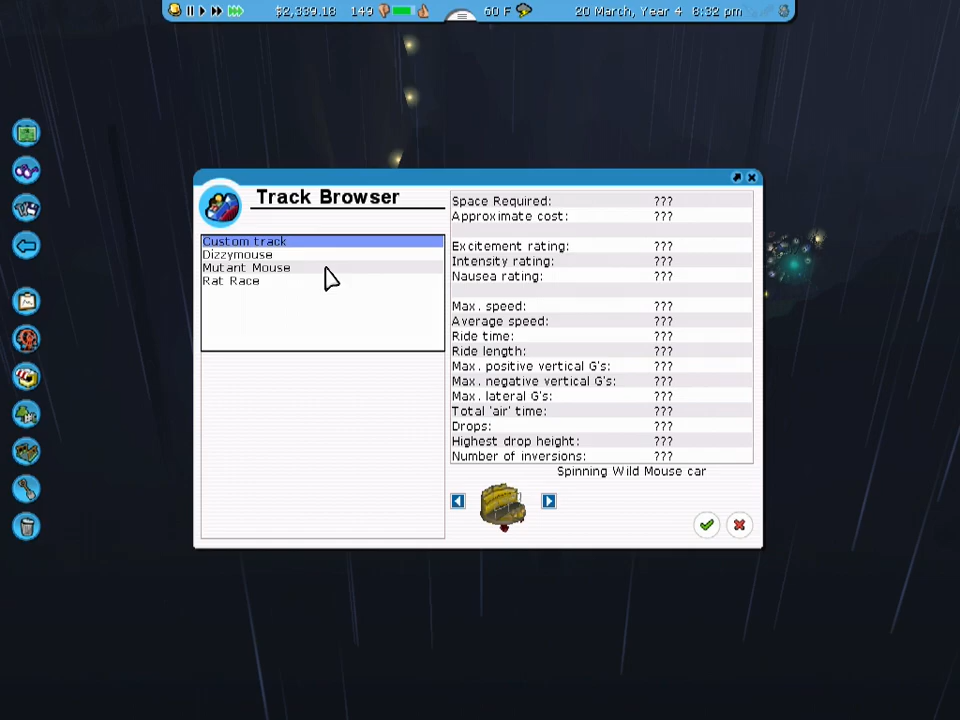 $2,339.18 149 60 F 20 March, Year 4 8:32 pm
Track Browser
Custom track
Dizzymouse
Mutant Mouse
Rat Race
Space Required: ???
Approximate cost: ???
Excitement rating: ???
Intensity rating: ???
Nausea rating: ???
Max. speed: ???
Average speed: ???
Ride time: ???
Ride length: ???
Max. positive vertical G's: ???
Max. negative vertical G's: ???
Max. lateral G's: ???
Total 'air' time: ???
Drops: ???
Highest drop height: ???
Number of inversions: ???
Spinning Wild Mouse car